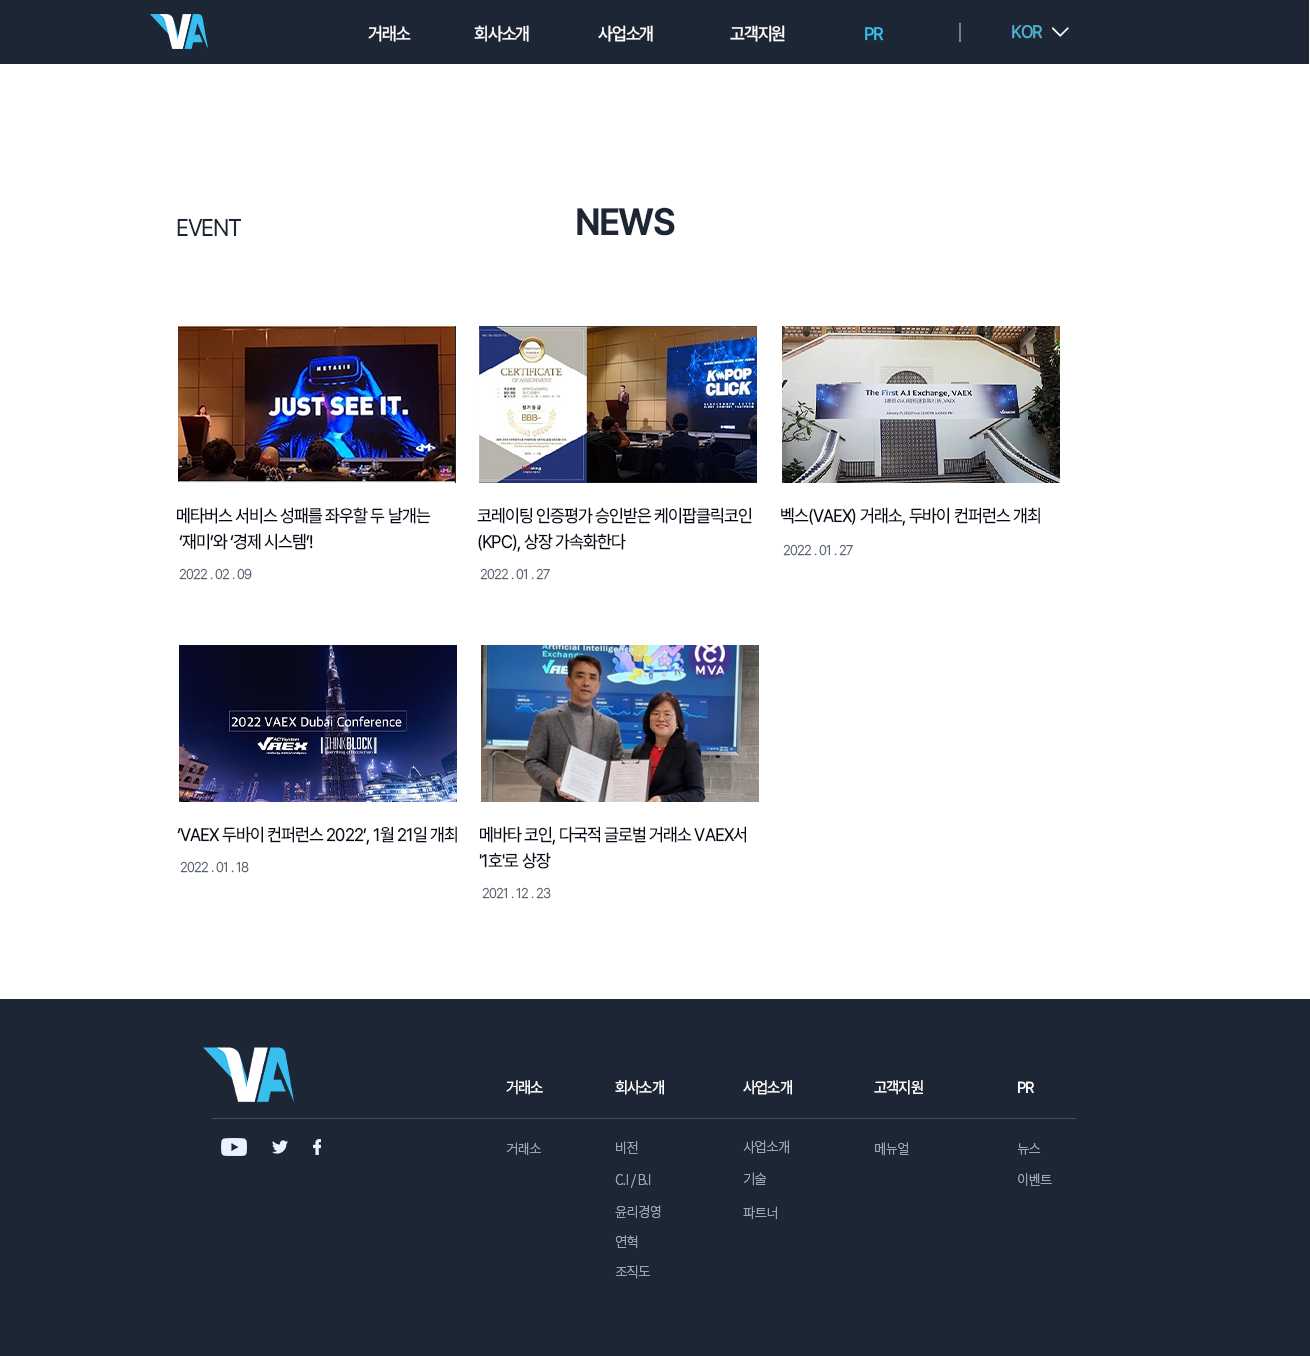 VA
거래소
회사소개
사업소개
고객지원
PR
KOR
EVENT
NEWS
METASIS
JUST SEE IT.
CERTIFICATE
OF ASSIGNMENT
BBB-
K-POP
CLICK
The First A.I Exchange, VAEX
메타버스 서비스 성패를 좌우할 두 날개는
‘재미’와 ‘경제 시스템’!
2022 . 02 . 09
코레이팅 인증평가 승인받은 케이팝클릭코인
(KPC), 상장 가속화한다
2022 . 01 . 27
벡스(VAEX) 거래소, 두바이 컨퍼런스 개최
2022 . 01 . 27
2022 VAEX Dubai Conference
VAEX
THINKBLOCK
Artificial Intelligence
Exchange
VAEX
MVA
‘VAEX 두바이 컨퍼런스 2022’, 1월 21일 개최
2022 . 01 . 18
메바타 코인, 다국적 글로벌 거래소 VAEX서
'1호'로 상장
2021 . 12 . 23
VA
거래소
회사소개
사업소개
고객지원
PR
거래소
비전
C.I / B.I
윤리경영
연혁
조직도
사업소개
기술
파트너
메뉴얼
뉴스
이벤트